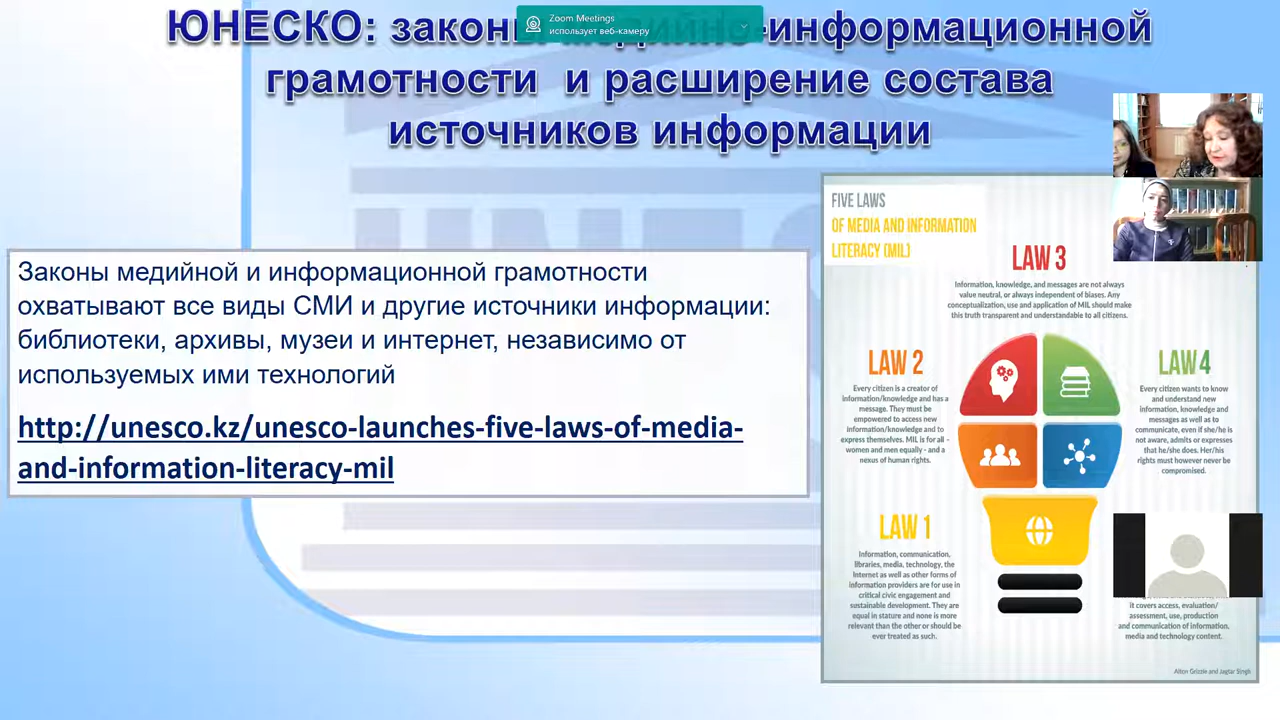 ЮНЕСКО: законы медийно-информационной
грамотности и расширение состава
источников информации
Zoom Meetings
использует веб-камеру
Законы медийной и информационной грамотности
охватывают все виды СМИ и другие источники информации:
библиотеки, архивы, музеи и интернет, независимо от
используемых ими технологий
http://unesco.kz/unesco-launches-five-laws-of-media-
and-information-literacy-mil
FIVE LAWS
OF MEDIA AND INFORMATION
LITERACY (MIL)
LAW 3
Information, knowledge, and messages are not always
value neutral, or always independent of biases. Any
conceptualization, use and application of MIL should make
this truth transparent and understandable to all citizens.
LAW 2
Every citizen is a creator of
information/knowledge and has a
message. They must be
empowered to access new
information/knowledge and to
express themselves. MIL is for all -
women and men equally - and a
nexus of human rights.
LAW 4
Every citizen wants to know
and understand new
information, knowledge and
messages as well as to
communicate, even if she/he is
not aware, admits or expresses
that he/she does. Her/his
rights must however never be
compromised.
LAW 1
Information, communication,
libraries, media, technology, the
Internet as well as other forms of
information providers are for use in
critical civic engagement and
sustainable development. They are
equal in stature and none is more
relevant than the other or should be
ever treated as such.
it covers access, evaluation/
assessment, use, production
and communication of information,
media and technology content.
Alton Grizzle and Jagtar Singh